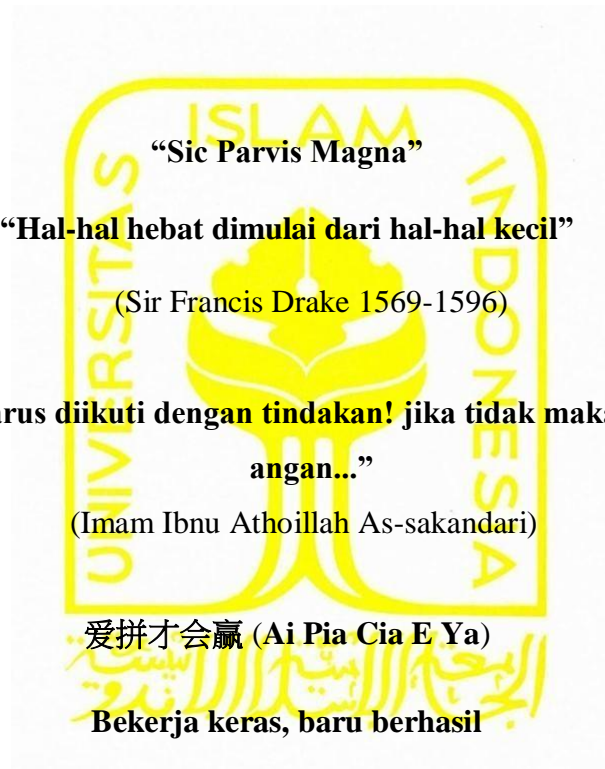 “Sic Parvis Magna”
“Hal-hal hebat dimulai dari hal-hal kecil”
(Sir Francis Drake 1569-1596)
diikuti dengan tindakan! jika tidak
angan...”
(Imam Ibnu Athoillah As-sakandari)
爱拼才会赢 (Ai Pia Cia E Ya)
Bekerja keras, baru berhasil
UNIVERSITAS ISLAM INDONESIA